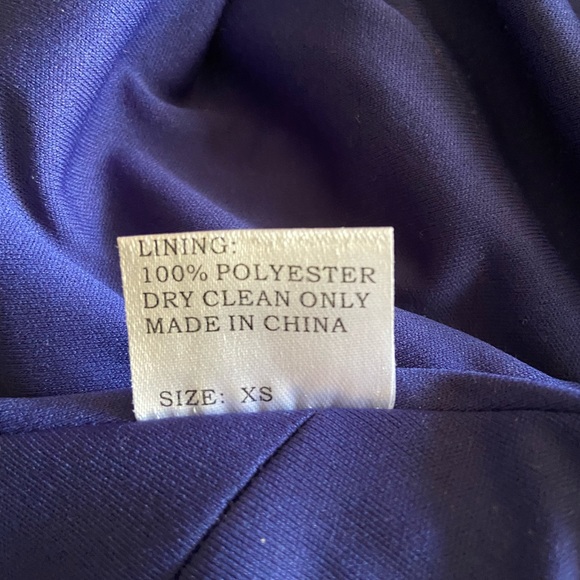 LINING:
100% POLYESTER
DRY CLEAN ONLY
MADE IN CHINA
SIZE: XS